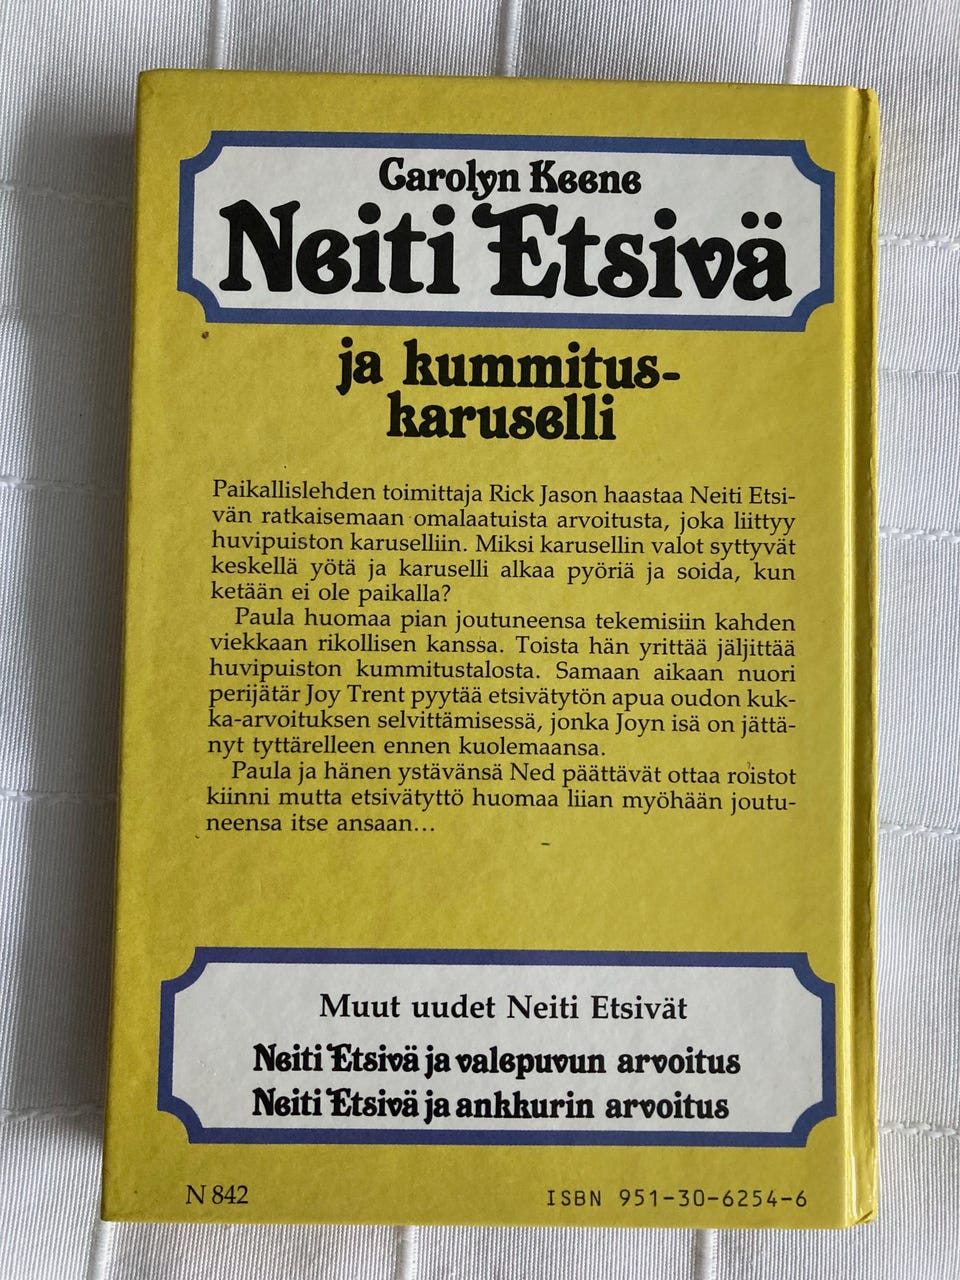 Carolyn Keene
Neiti Etsivä
ja kummitus-
karuselli
Paikallislehden toimittaja Rick Jason haastaa Neiti Etsi-
vän ratkaisemaan omalaatuista arvoitusta, joka liittyy
huvipuiston karuselliin. Miksi karusellin valot syttyvät
keskellä yötä ja karuselli alkaa pyöriä ja soida, kun
ketään ei ole paikalla?
Paula huomaa pian joutuneensa tekemisiin kahden
viekkaan rikollisen kanssa. Toista hän yrittää jäljittää
huvipuiston kummitustalosta. Samaan aikaan nuori
perijätär Joy Trent pyytää etsivätytön apua oudon kuk-
ka-arvoituksen selvittämisessä, jonka Joyn isä on jättä-
nyt tyttärelleen ennen kuolemaansa.
Paula ja hänen ystävänsä Ned päättävät ottaa roistot
kiinni mutta etsivätyttö huomaa liian myöhään joutu-
neensa itse ansaan...
Muut uudet Neiti Etsivät
Neiti Etsivä ja valepuvun arvoitus
Neiti Etsivä ja ankkurin arvoitus
N 842
ISBN 951-30-6254-6